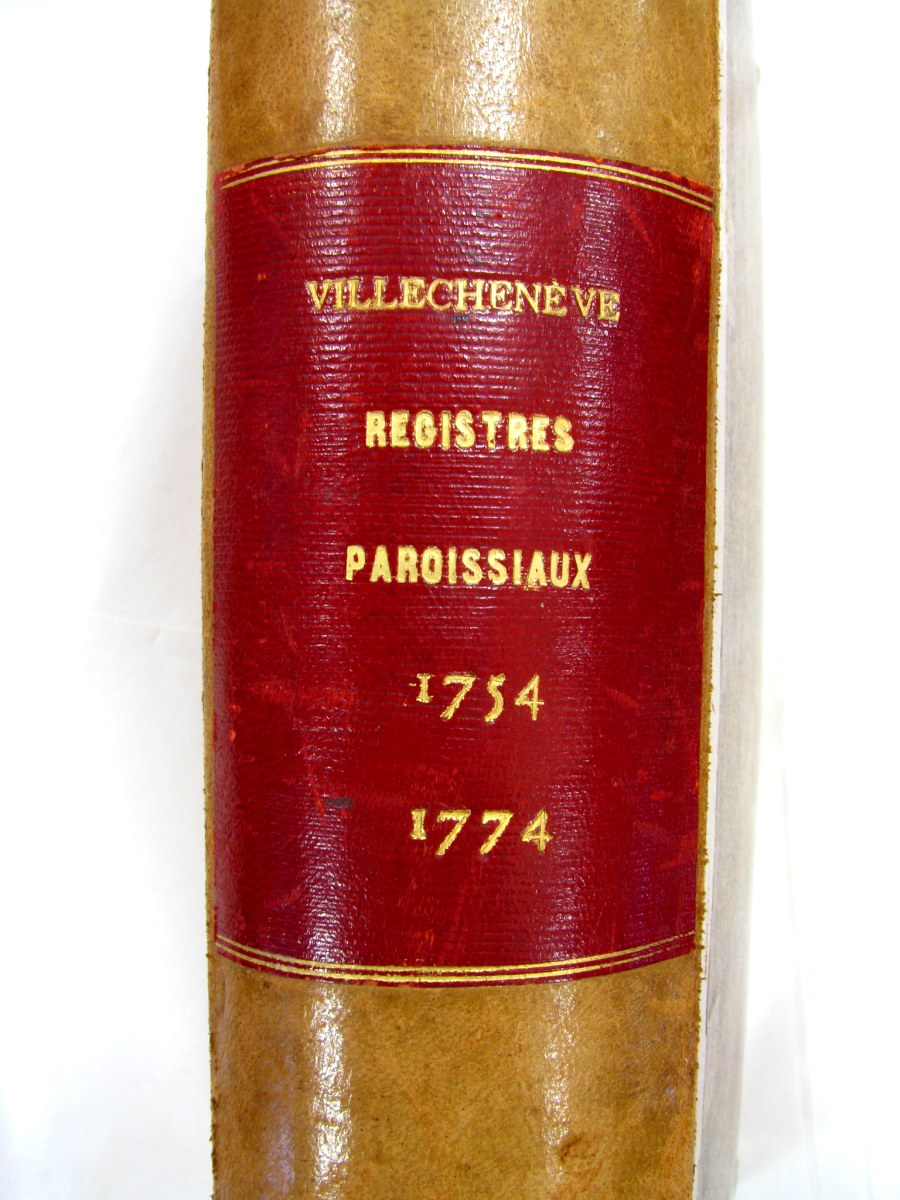 VILLECHENÈVE
REGISTRES
PAROISSIAUX
1754
1774